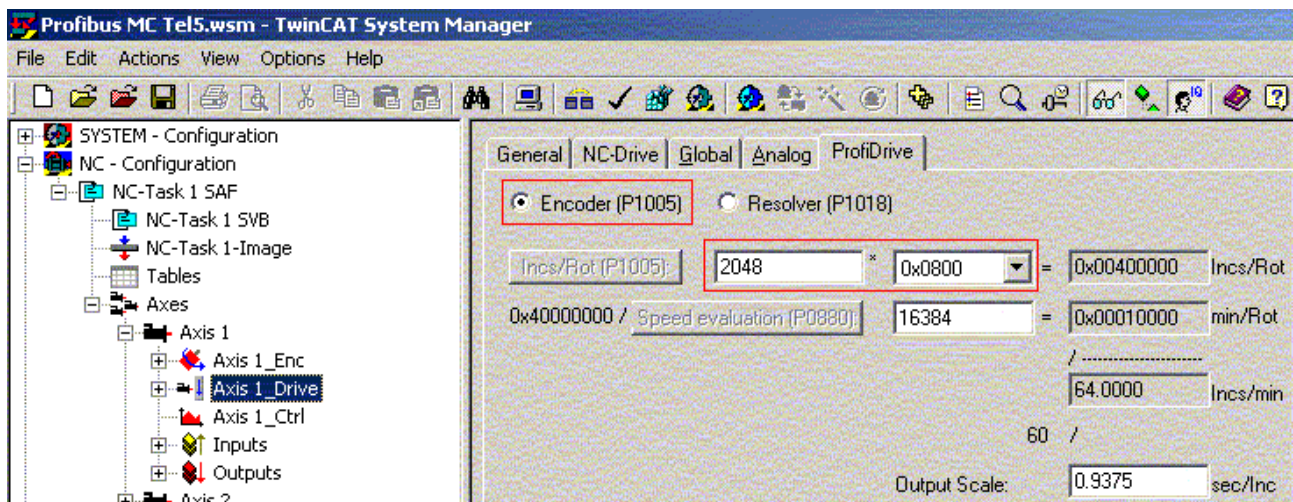 Profibus MC Tel5.wsm - TwinCAT System Manager
File Edit Actions View Options Help
SYSTEM - Configuration
NC - Configuration
NC-Task 1 SAF
NC-Task 1 SVB
NC-Task 1-Image
Tables
Axes
Axis 1
Axis 1_Enc
Axis 1_Drive
Axis 1_Ctrl
Inputs
Outputs
Axis 2
General NC-Drive Global Analog ProfiDrive
Encoder (P1005) Resolver (P1018)
Incs/Rot (P1005): 2048 * 0x0800 = 0x00400000 Incs/Rot
0x40000000 / Speed evaluation (P0880): 16384 = 0x00010000 min/Rot
/ ----------------------
64.0000 Incs/min
60 /
Output Scale: 0.9375 sec/Inc